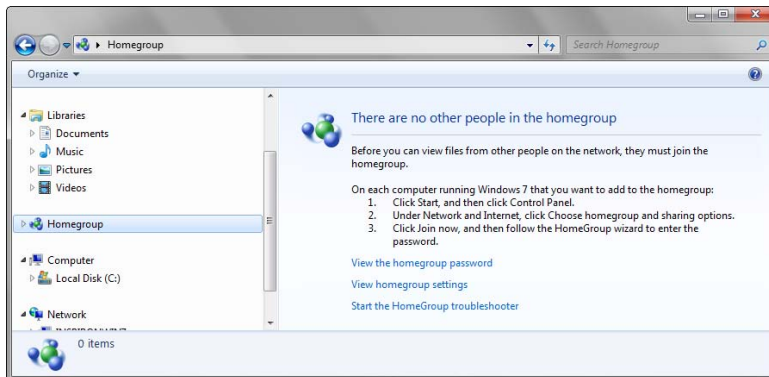 Homegroup
Search Homegroup
Organize
Libraries
Documents
Music
Pictures
Videos
Homegroup
Computer
Local Disk (C:)
Network
There are no other people in the homegroup
Before you can view files from other people on the network, they must join the
homegroup.
On each computer running Windows 7 that you want to add to the homegroup:
1. Click Start, and then click Control Panel.
2. Under Network and Internet, click Choose homegroup and sharing options.
3. Click Join now, and then follow the HomeGroup wizard to enter the
password.
View the homegroup password
View homegroup settings
Start the HomeGroup troubleshooter
0 items